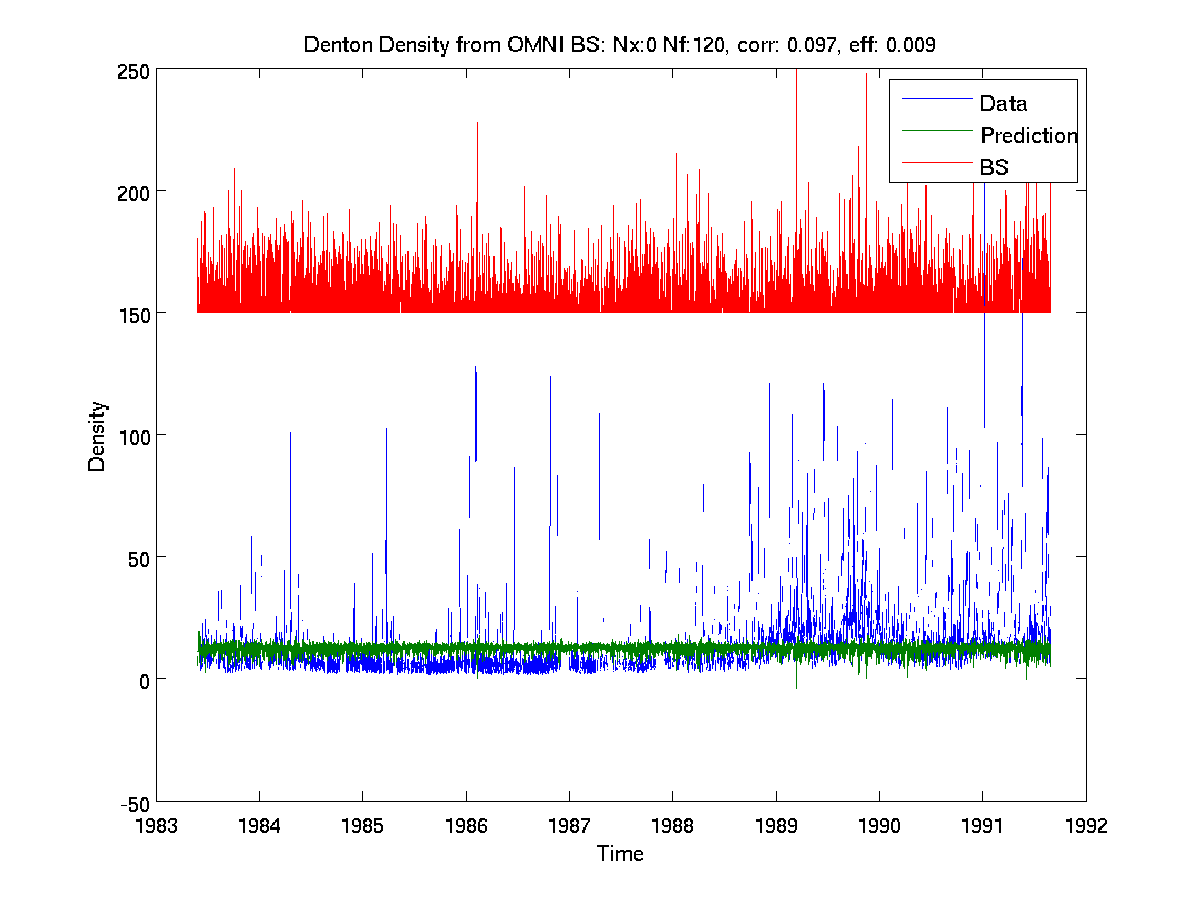 Denton Density from OMNI BS: Nx:0 Nf:120, corr: 0.097, eff: 0.009
250
200
150
100
50
0
-50
Density
Data
Prediction
BS
1983 1984 1985 1986 1987 1988 1989 1990 1991 1992
Time